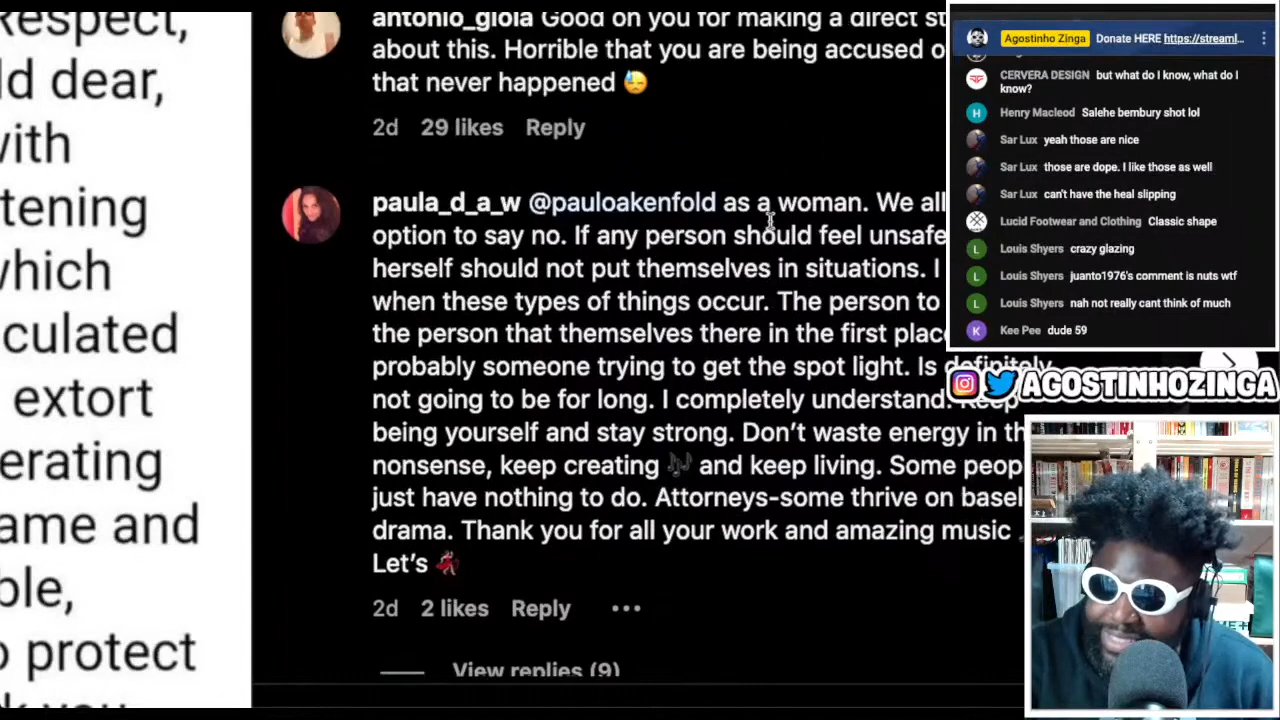 Respect,
ld dear,
with
tening
which
culated
extort
erating
ame and
ble,
o protect
antonio_gioia Good on you for making a direct st
about this. Horrible that you are being accused o
that never happened 😓
2d 29 likes Reply
paula_d_a_w @pauloakenfold as a woman. We all
option to say no. If any person should feel unsafe
herself should not put themselves in situations. I
when these types of things occur. The person to
the person that themselves there in the first place
probably someone trying to get the spot light. Is definitely
not going to be for long. I completely understand. Keep
being yourself and stay strong. Don't waste energy in th
nonsense, keep creating 🎶 and keep living. Some peop
just have nothing to do. Attorneys-some thrive on basel
drama. Thank you for all your work and amazing music
Let's 💃
2d 2 likes Reply •••
View replies (9)
Agostinho Zinga Donate HERE https://streaml...
CERVERA DESIGN but what do I know, what do I
know?
Henry Macleod Salehe bembury shot lol
Sar Lux yeah those are nice
Sar Lux those are dope. I like those as well
Sar Lux can't have the heal slipping
Lucid Footwear and Clothing Classic shape
Louis Shyers crazy glazing
Louis Shyers juanto1976's comment is nuts wtf
Louis Shyers nah not really cant think of much
Kee Pee dude 59
AGOSTINHOZINGA